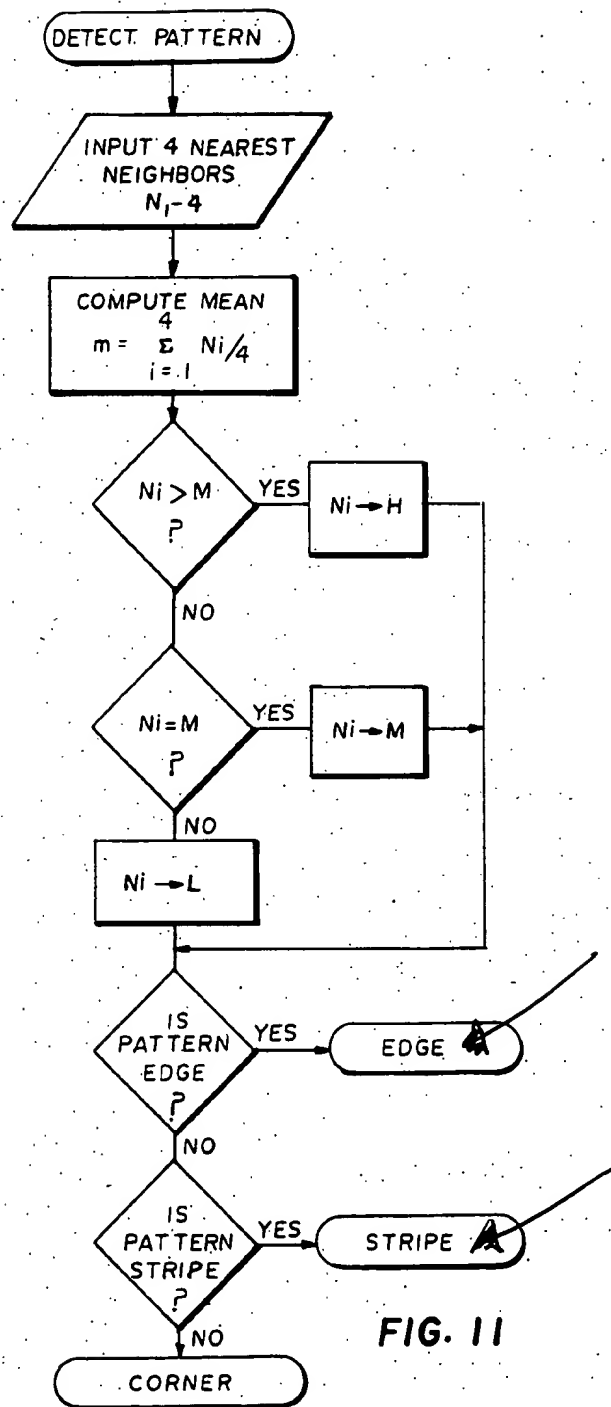 DETECT PATTERN
INPUT 4 NEAREST
NEIGHBORS
N1-4
COMPUTE MEAN
4
m = Σ Ni/4
i = 1
Ni > M
?
YES
Ni → H
NO
Ni = M
?
YES
Ni → M
NO
Ni → L
IS
PATTERN
EDGE
?
YES
EDGE
NO
IS
PATTERN
STRIPE
?
YES
STRIPE
NO
CORNER
FIG. 11